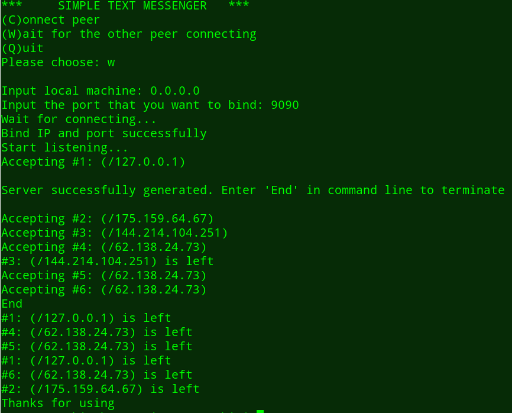 ***     SIMPLE TEXT MESSENGER   ***
(C)onnect peer
(W)ait for the other peer connecting
(Q)uit
Please choose: w
Input local machine: 0.0.0.0
Input the port that you want to bind: 9090
Wait for connecting...
Bind IP and port successfully
Start listening...
Accepting #1: (/127.0.0.1)
Server successfully generated. Enter 'End' in command line to terminate
Accepting #2: (/175.159.64.67)
Accepting #3: (/144.214.104.251)
Accepting #4: (/62.138.24.73)
#3: (/144.214.104.251) is left
Accepting #5: (/62.138.24.73)
Accepting #6: (/62.138.24.73)
End
#1: (/127.0.0.1) is left
#4: (/62.138.24.73) is left
#5: (/62.138.24.73) is left
#1: (/127.0.0.1) is left
#6: (/62.138.24.73) is left
#2: (/175.159.64.67) is left
Thanks for using